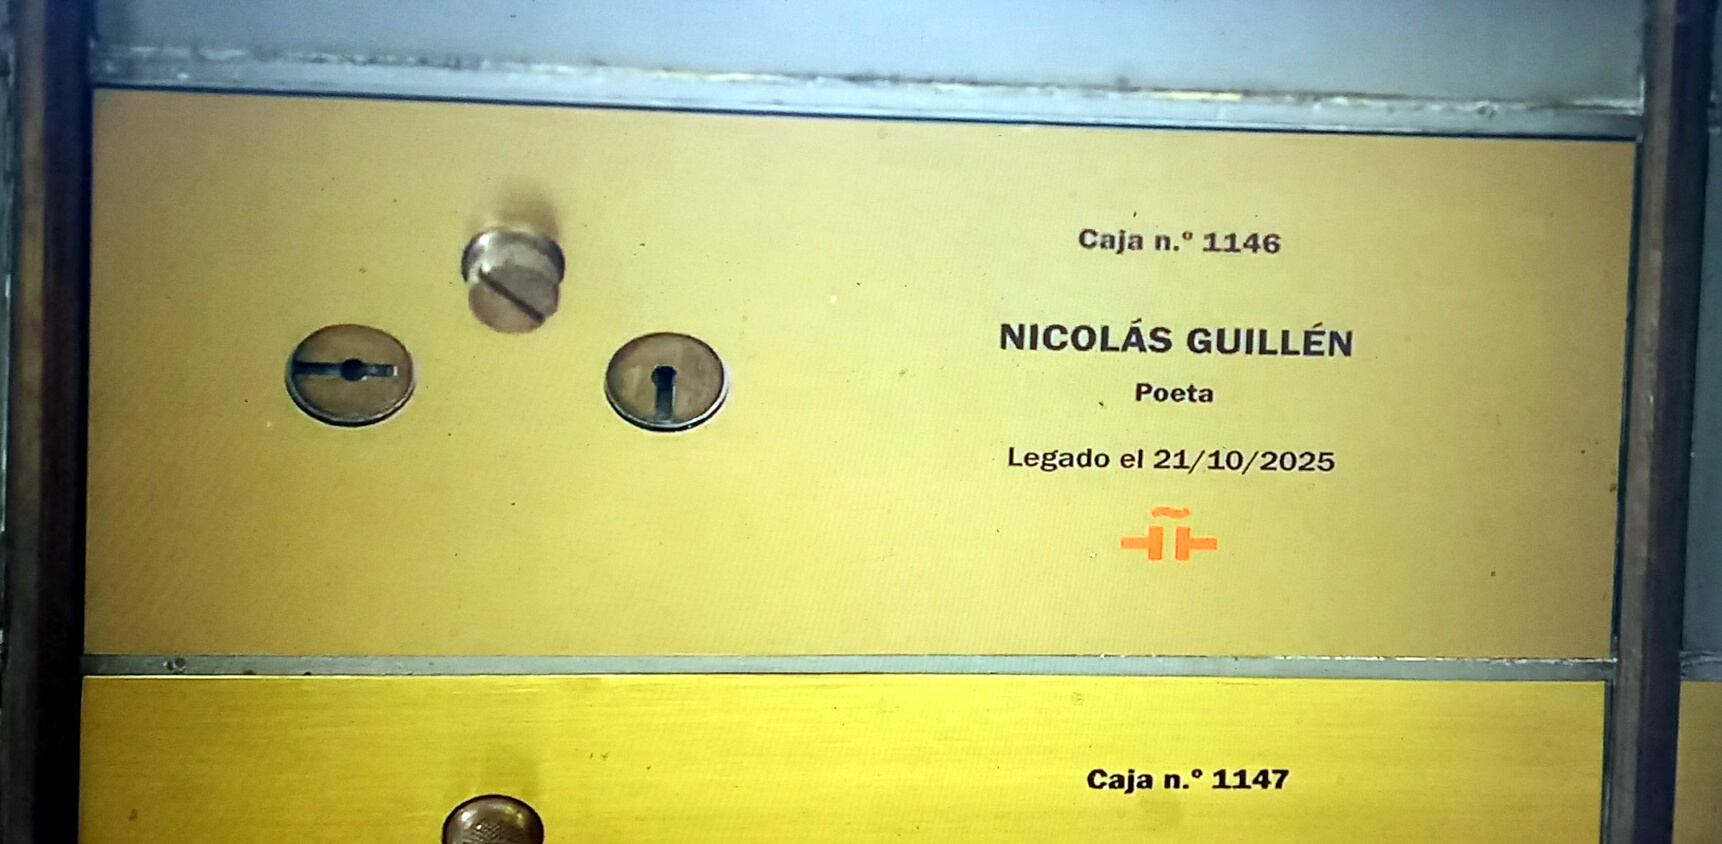 Caja n.º 1146
NICOLÁS GUILLÉN
Poeta
Legado el 21/10/2025
Caja n.º 1147